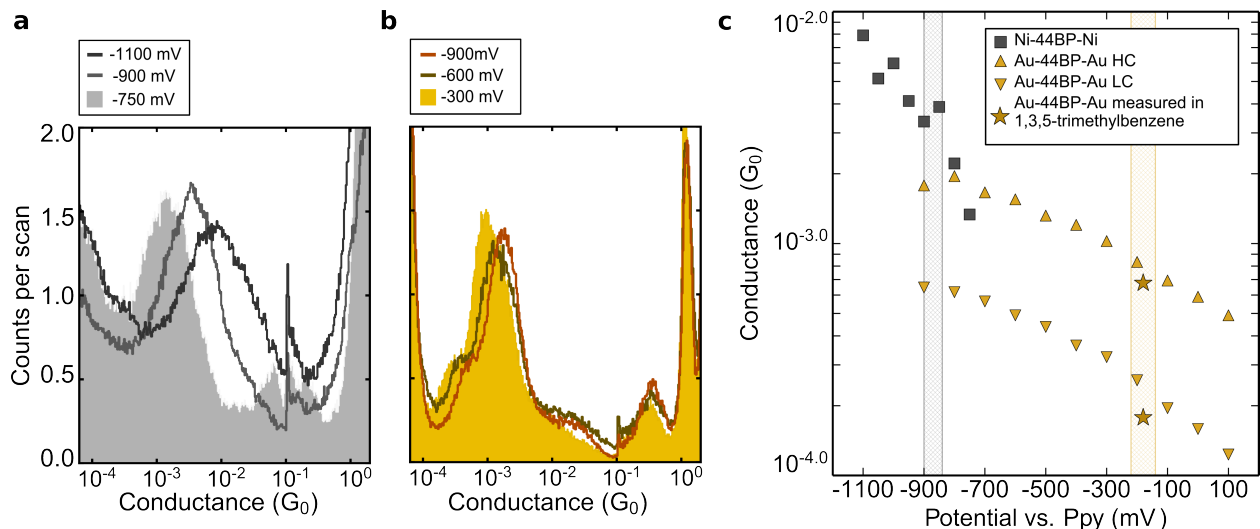 a
-1100 mV
-900 mV
-750 mV
2.0
1.5
1.0
0.5
0.0
Counts per scan
10-4 10-3 10-2 10-1 100
Conductance (G0)
b
-900mV
-600 mV
-300 mV
10-4 10-3 10-2 10-1 100
Conductance (G0)
c
Ni-44BP-Ni
Au-44BP-Au HC
Au-44BP-Au LC
Au-44BP-Au measured in
1,3,5-trimethylbenzene
10-2.0
10-3.0
10-4.0
Conductance (G0)
-1100 -900 -700 -500 -300 -100 100
Potential vs. Ppy (mV)